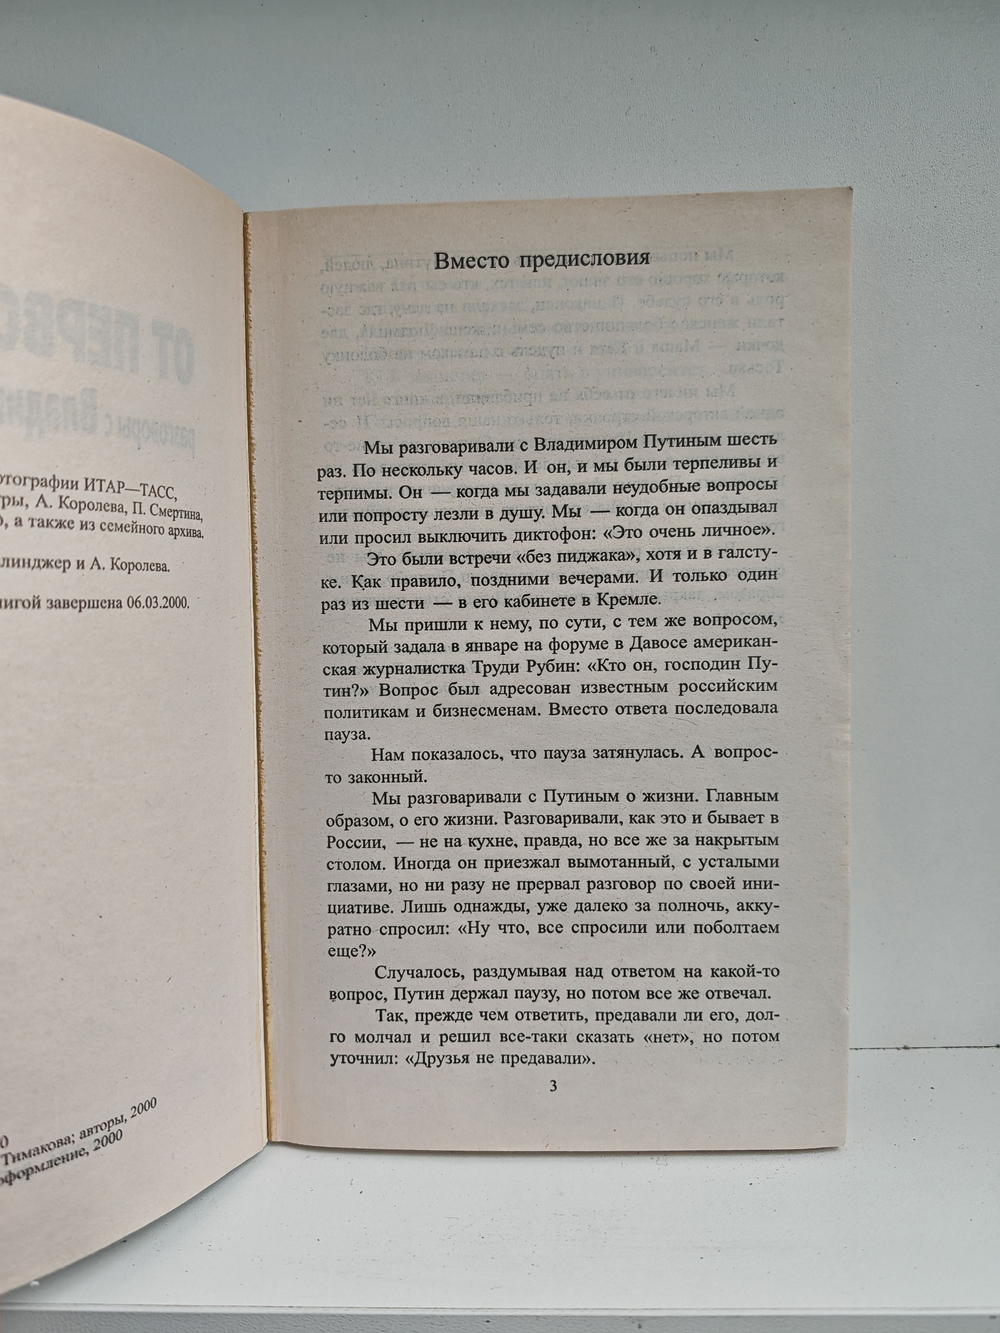 отографии ИТАР—ТАСС,
ры, А. Королева, П. Смертина,
), а также из семейного архива.
линджер и А. Королева.
нигой завершена 06.03.2000.
0
Тимакова; авторы, 2000
оформление, 2000
Вместо предисловия
Мы разговаривали с Владимиром Путиным шесть
раз. По нескольку часов. И он, и мы были терпеливы и
терпимы. Он — когда мы задавали неудобные вопросы
или попросту лезли в душу. Мы — когда он опаздывал
или просил выключить диктофон: «Это очень личное».
Это были встречи «без пиджака», хотя и в галсту-
ке. Как правило, поздними вечерами. И только один
раз из шести — в его кабинете в Кремле.
Мы пришли к нему, по сути, с тем же вопросом,
который задала в январе на форуме в Давосе американ-
ская журналистка Труди Рубин: «Кто он, господин Пу-
тин?» Вопрос был адресован известным российским
политикам и бизнесменам. Вместо ответа последовала
пауза.
Нам показалось, что пауза затянулась. А вопрос-
то законный.
Мы разговаривали с Путиным о жизни. Главным
образом, о его жизни. Разговаривали, как это и бывает в
России, — не на кухне, правда, но все же за накрытым
столом. Иногда он приезжал вымотанный, с усталыми
глазами, но ни разу не прервал разговор по своей ини-
циативе. Лишь однажды, уже далеко за полночь, акку-
ратно спросил: «Ну что, все спросили или поболтаем
еще?»
Случалось, раздумывая над ответом на какой-то
вопрос, Путин держал паузу, но потом все же отвечал.
Так, прежде чем ответить, предавали ли его, дол-
го молчал и решил все-таки сказать «нет», но потом
уточнил: «Друзья не предавали».
3